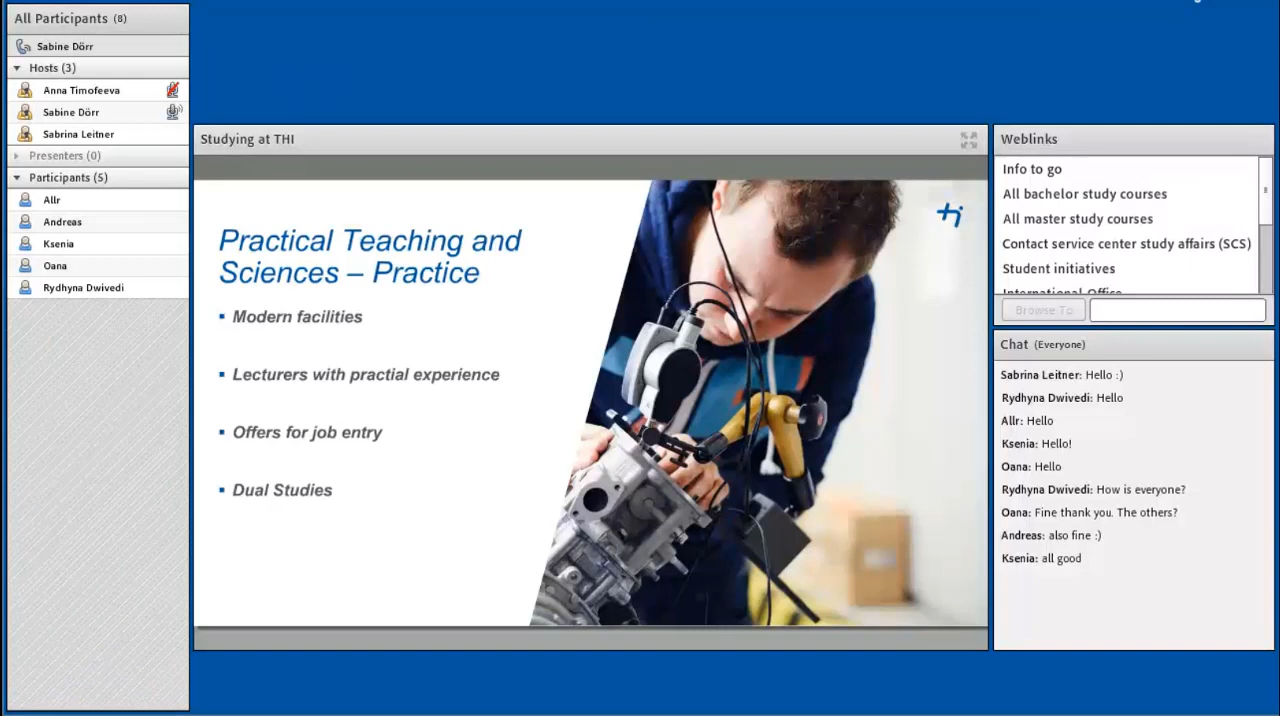 All Participants (8)
Sabine Dörr
Hosts (3)
Anna Timofeeva
Sabine Dörr
Sabrina Leitner
Presenters (0)
Participants (5)
Allr
Andreas
Ksenia
Oana
Rydhyna Dwivedi
Studying at THI
Practical Teaching and
Sciences – Practice
▪ Modern facilities
▪ Lecturers with practial experience
▪ Offers for job entry
▪ Dual Studies
thi
Weblinks
Info to go
All bachelor study courses
All master study courses
Contact service center study affairs (SCS)
Student initiatives
International Office
Browse To
Chat (Everyone)
Sabrina Leitner: Hello :)
Rydhyna Dwivedi: Hello
Allr: Hello
Ksenia: Hello!
Oana: Hello
Rydhyna Dwivedi: How is everyone?
Oana: Fine thank you. The others?
Andreas: also fine :)
Ksenia: all good